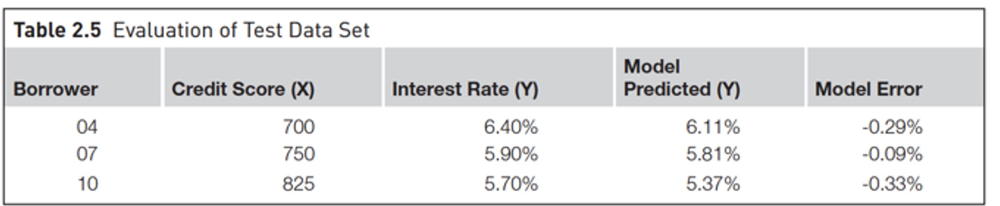 Table 2.5 Evaluation of Test Data Set
Borrower Credit Score (X) Interest Rate (Y) Model Predicted (Y) Model Error
04 700 6.40% 6.11% -0.29%
07 750 5.90% 5.81% -0.09%
10 825 5.70% 5.37% -0.33%